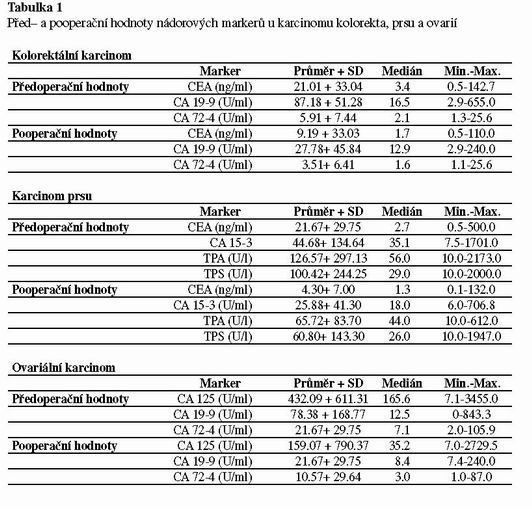 Tabulka 1
Před– a pooperační hodnoty nádorových markerů u karcinomu kolorekta, prsu a ovarií
Kolorektální karcinom
Marker Průměr + SD Medián Min.-Max.
Předoperační hodnoty CEA (ng/ml) 21.01 + 33.04 3.4 0.5-142.7
CA 19-9 (U/ml) 87.18 + 51.28 16.5 2.9-655.0
CA 72-4 (U/ml) 5.91 + 7.44 2.1 1.3-25.6
Pooperační hodnoty CEA (ng/ml) 9.19 + 33.03 1.7 0.5-110.0
CA 19-9 (U/ml) 27.78+ 45.84 12.9 2.9-240.0
CA 72-4 (U/ml) 3.51+ 6.41 1.6 1.1-25.6
Karcinom prsu
Marker Průměr + SD Medián Min.-Max.
Předoperační hodnoty CEA (ng/ml) 21.67+ 29.75 2.7 0.5-500.0
CA 15-3 44.68+ 134.64 35.1 7.5-1701.0
TPA (U/l) 126.57+ 297.13 56.0 10.0-2173.0
TPS (U/l) 100.42+ 244.25 29.0 10.0-2000.0
Pooperační hodnoty CEA (ng/ml) 4.30+ 7.00 1.3 0.1-132.0
CA 15-3 (U/ml) 25.88+ 41.30 18.0 6.0-706.8
TPA (U/l) 65.72+ 83.70 44.0 10.0-612.0
TPS (U/l) 60.80+ 143.30 26.0 10.0-1947.0
Ovariální karcinom
Marker Průměr + SD Medián Min.-Max.
Předoperační hodnoty CA 125 (U/ml) 432.09 + 611.31 165.6 7.1-3455.0
CA 19-9 (U/ml) 78.38 + 168.77 12.5 0-843.3
CA 72-4 (U/ml) 21.67+ 29.75 7.1 2.0-105.9
Pooperační hodnoty CA 125 (U/ml) 159.07 + 790.37 35.2 7.0-2729.5
CA 19-9 (U/ml) 21.67+ 29.75 8.4 7.4-240.0
CA 72-4 (U/ml) 10.57+ 29.64 3.0 1.0-87.0